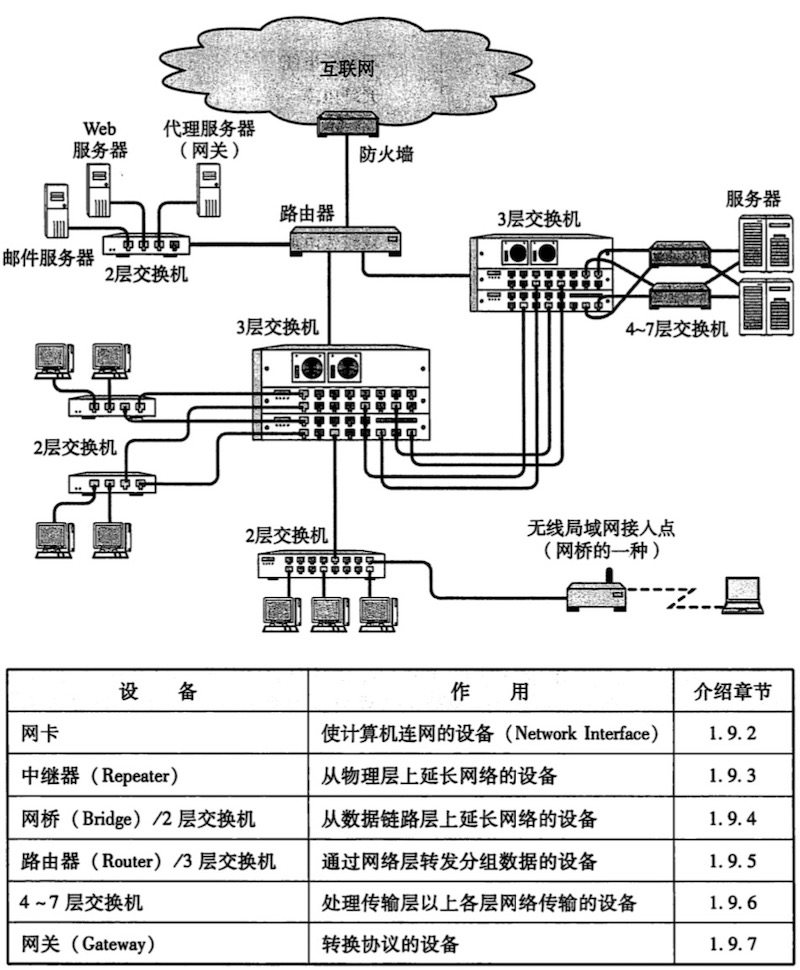 互联网
Web
服务器
代理服务器
（网关）
防火墙
邮件服务器
2层交换机
路由器
3层交换机
服务器
4~7层交换机
3层交换机
2层交换机
2层交换机
无线局域网接入点
（网桥的一种）
设 备 作 用 介绍章节
网卡 使计算机连网的设备（Network Interface） 1.9.2
中继器（Repeater） 从物理层上延长网络的设备 1.9.3
网桥（Bridge）/2 层交换机 从数据链路层上延长网络的设备 1.9.4
路由器（Router）/3 层交换机 通过网络层转发分组数据的设备 1.9.5
4~7 层交换机 处理传输层以上各层网络传输的设备 1.9.6
网关（Gateway） 转换协议的设备 1.9.7